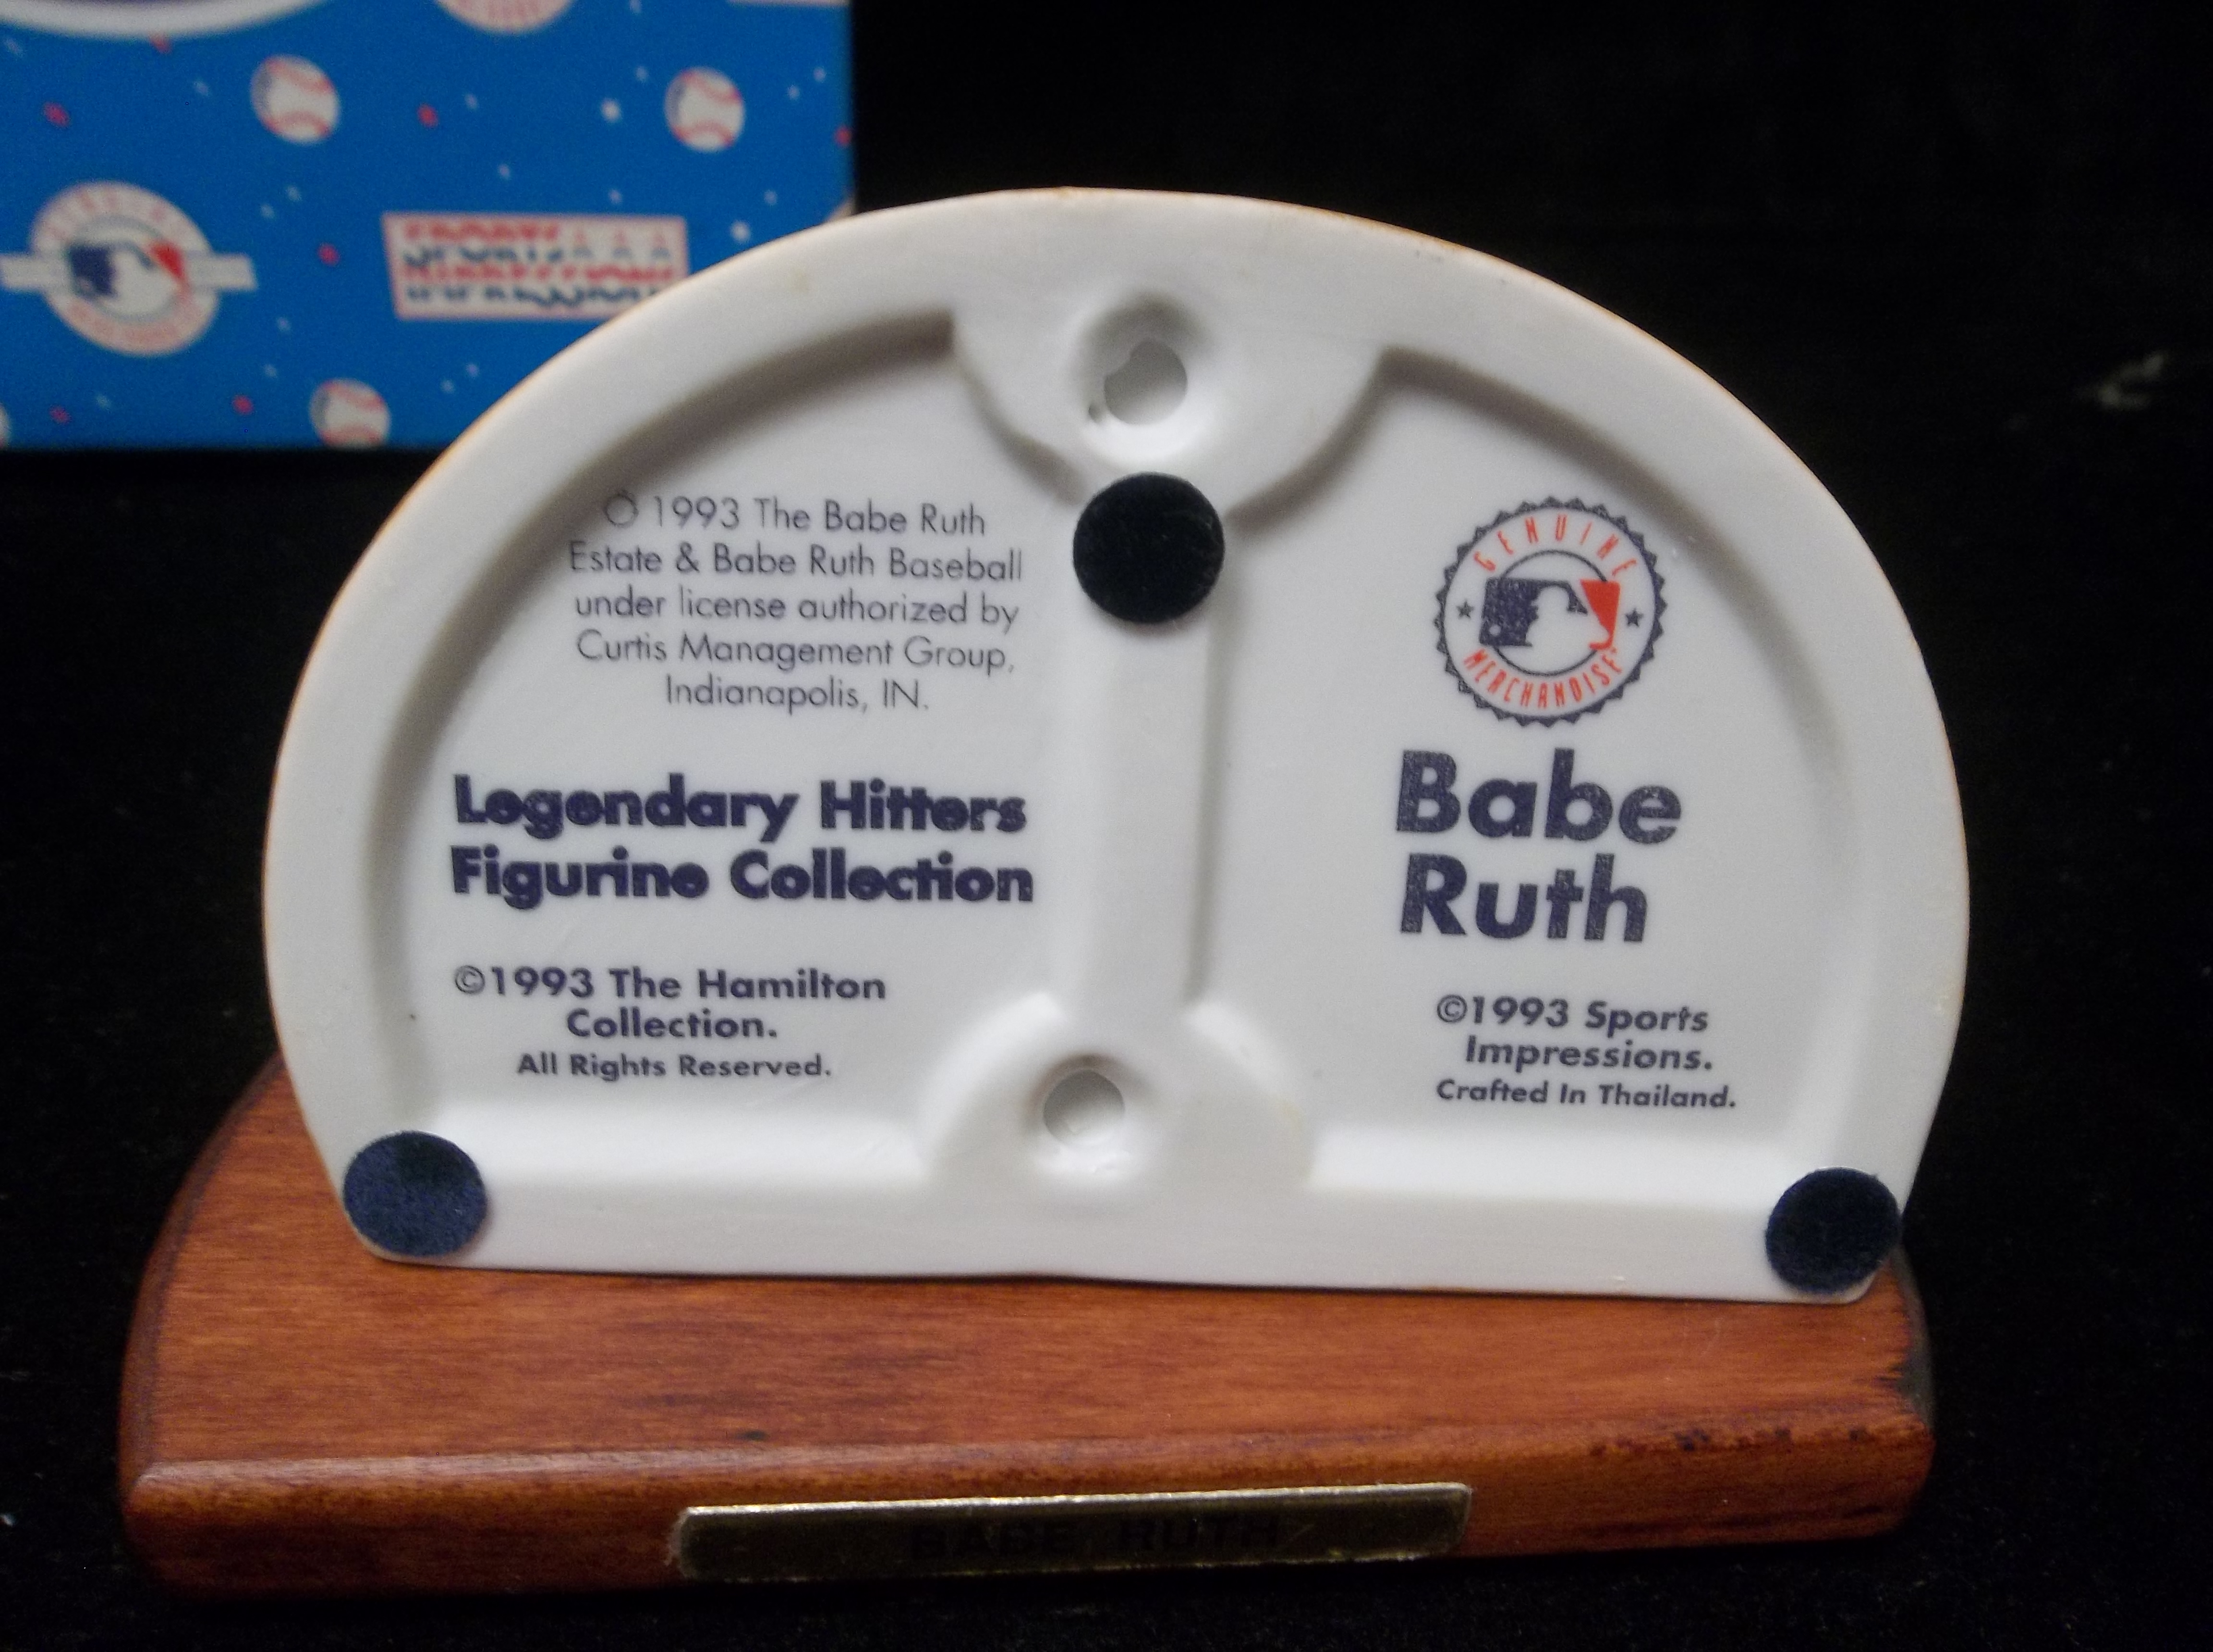 © 1993 The Babe Ruth
Estate & Babe Ruth Baseball
under license authorized by
Curtis Management Group,
Indianapolis, IN.
Legendary Hitters
Figurine Collection
©1993 The Hamilton
Collection.
All Rights Reserved.
GENUINE
MERCHANDISE
Babe
Ruth
©1993 Sports
Impressions.
Crafted In Thailand.
BABE RUTH